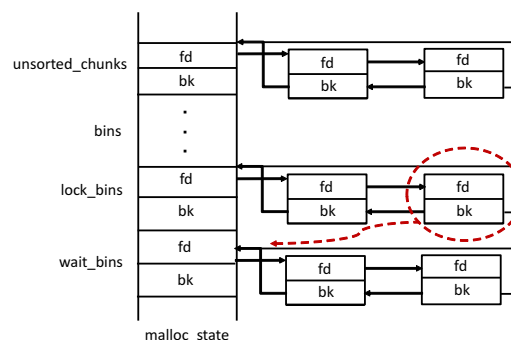 fd
fd
fd
unsorted_chunks
bk
bk
bk
.
.
.
bins
fd
fd
fd
lock_bins
bk
bk
bk
fd
fd
fd
wait_bins
bk
bk
bk
malloc_state